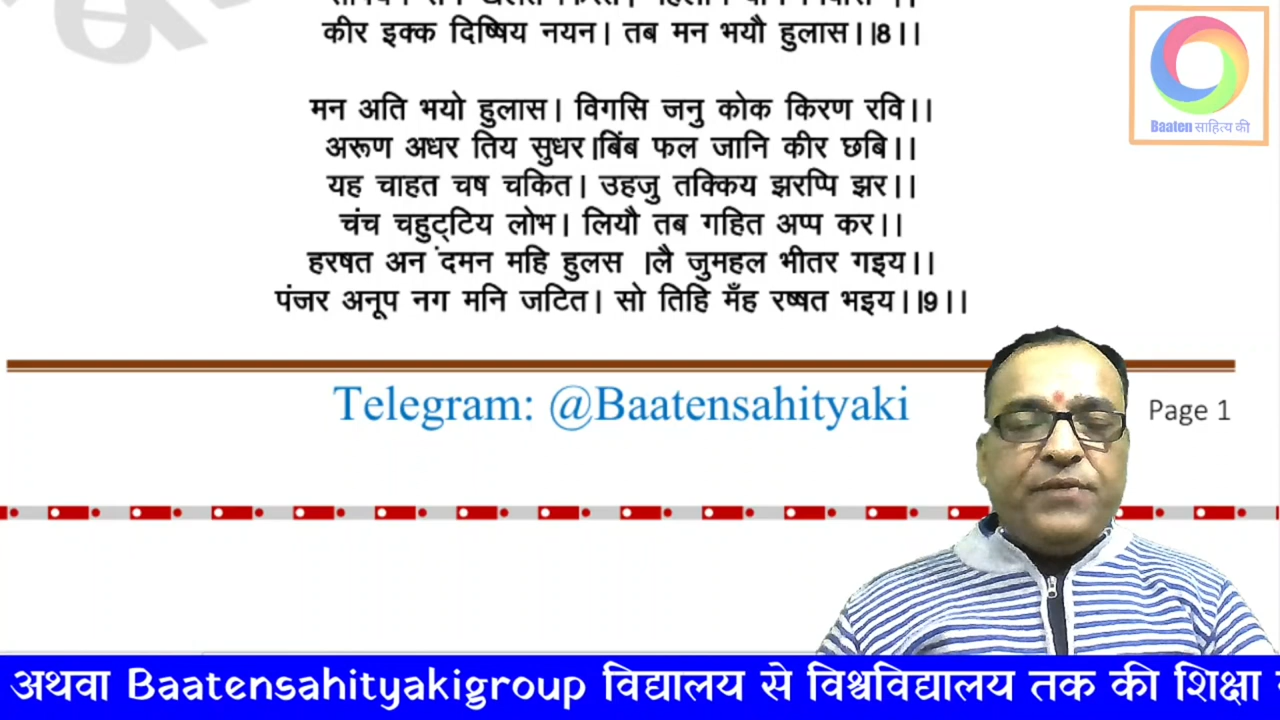 कीर इक्क दिष्षिय नयन। तब मन भयौ हुलास।।8।।
मन अति भयो हुलास। विगसि जनु कोक किरण रवि।।
अरूण अधर तिय सुधर।बिंब फल जानि कीर छबि।।
यह चाहत चष चकित। उहजु तक्किय झरप्पि झर।।
चंच चहुट्टिय लोभ। लियौ तब गहित अप्प कर।।
हरषत अन दमन महि हुलस ।लै जुमहल भीतर गइय।।
पंजर अनूप नग मनि जटित। सो तिहि मँह रष्षत भइय।।9।।
Baaten साहित्य की
Telegram: @Baatensahityaki
Page 1
अथवा Baatensahityakigroup विद्यालय से विश्वविद्यालय तक की शिक्षा